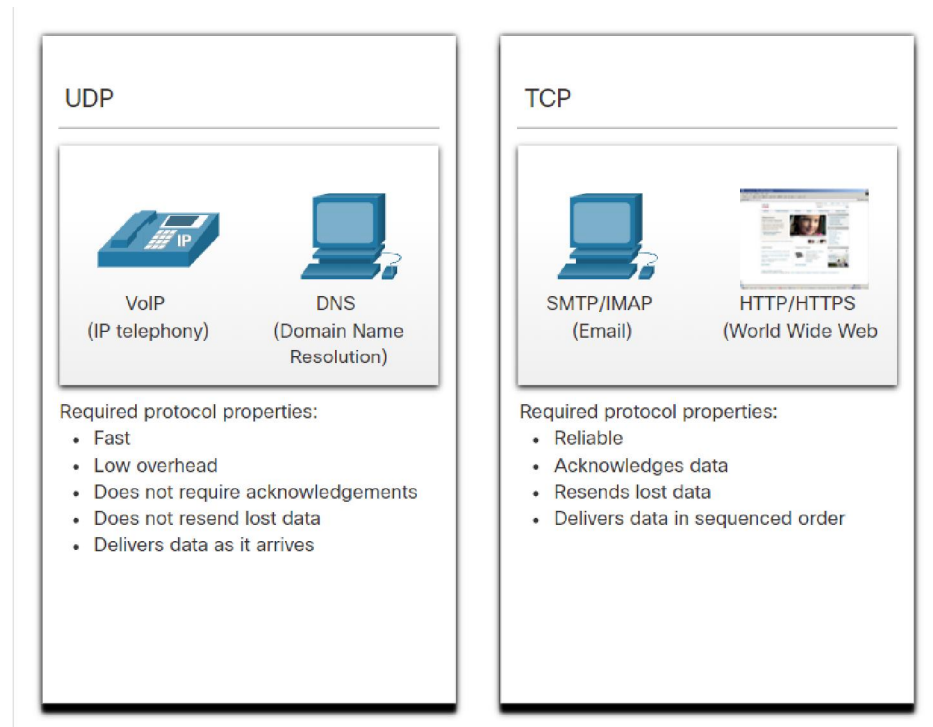 UDP
IP
VoIP
(IP telephony)
DNS
(Domain Name
Resolution)
Required protocol properties:
• Fast
• Low overhead
• Does not require acknowledgements
• Does not resend lost data
• Delivers data as it arrives
TCP
SMTP/IMAP
(Email)
HTTP/HTTPS
(World Wide Web
Required protocol properties:
• Reliable
• Acknowledges data
• Resends lost data
• Delivers data in sequenced order